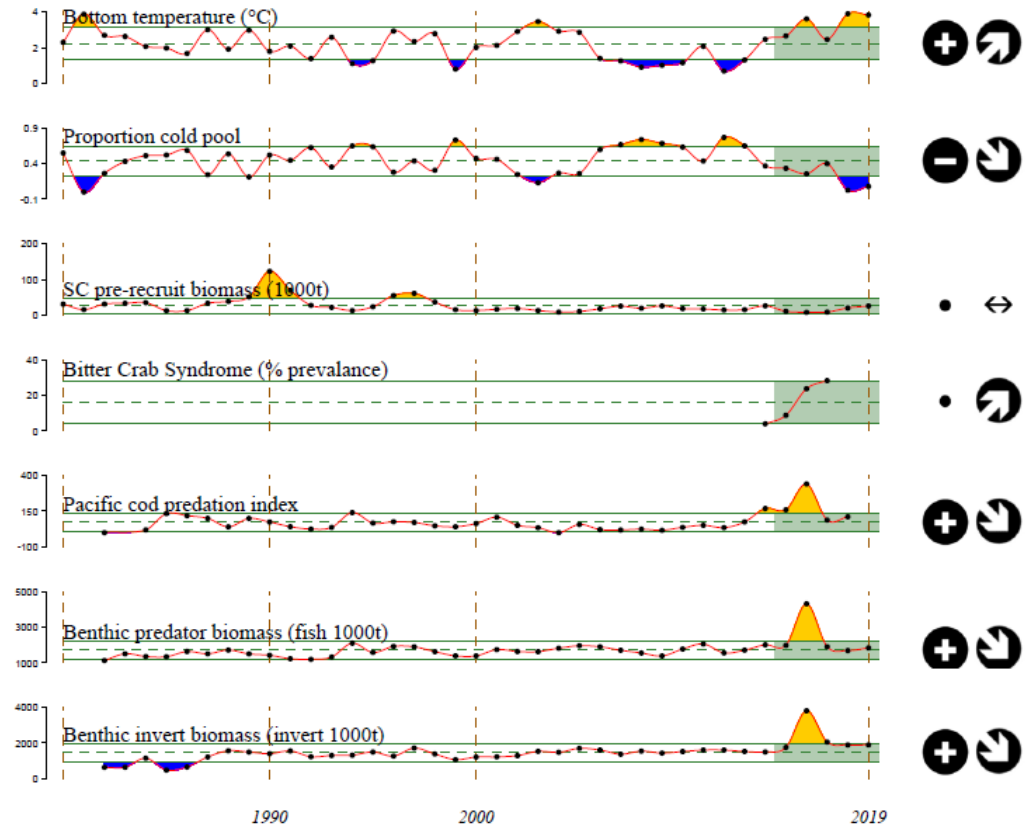 Bottom temperature (°C)
4
2
0
Proportion cold pool
0.9
0.4
-0.1
SC pre-recruit biomass (1000t)
200
100
0
Bitter Crab Syndrome (% prevalance)
40
20
0
Pacific cod predation index
400
150
-100
Benthic predator biomass (fish 1000t)
5000
3000
1000
Benthic invert biomass (invert 1000t)
4000
2000
0
1990 2000 2019